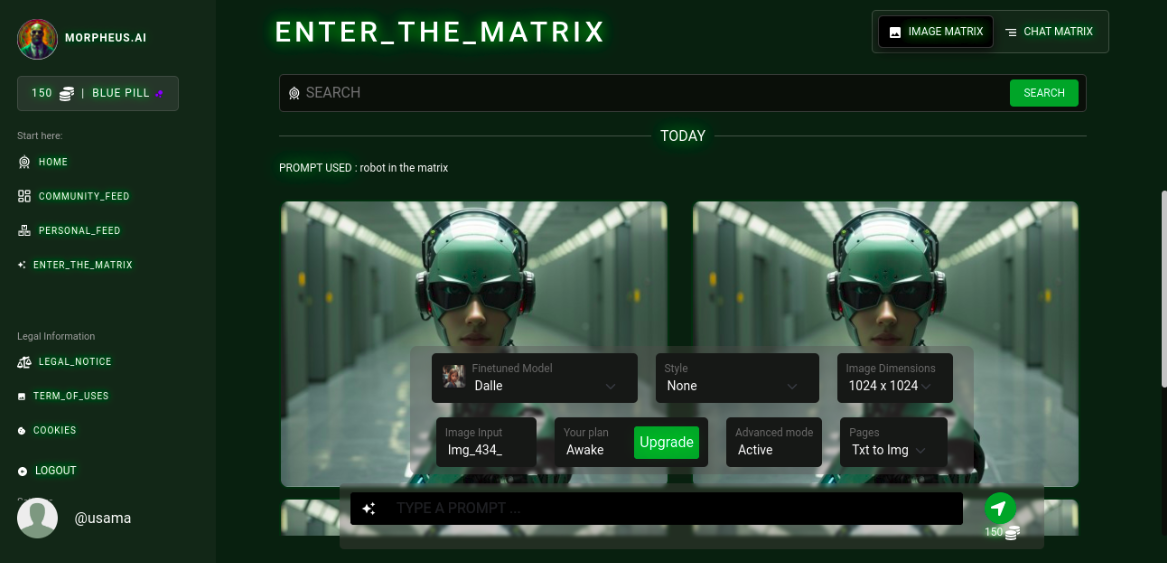 MORPHEUS.AI
150 | BLUE PILL
Start here:
HOME
COMMUNITY_FEED
PERSONAL_FEED
ENTER_THE_MATRIX
Legal Information
LEGAL_NOTICE
TERM_OF_USES
COOKIES
LOGOUT
@usama
ENTER_THE_MATRIX
IMAGE MATRIX
CHAT MATRIX
SEARCH
SEARCH
TODAY
PROMPT USED : robot in the matrix
Finetuned Model
Dalle
Style
None
Image Dimensions
1024 x 1024
Image Input
Img_434_
Your plan
Awake
Upgrade
Advanced mode
Active
Pages
Txt to Img
TYPE A PROMPT ...
150